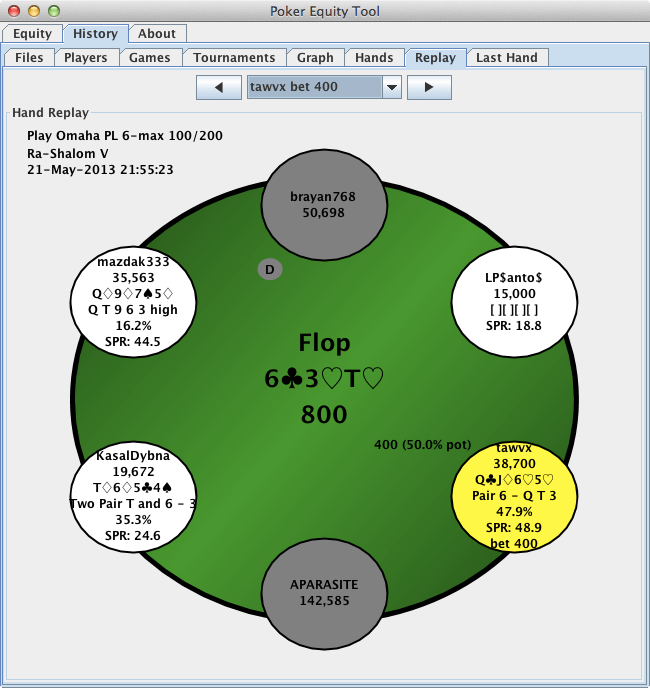 Poker Equity Tool
Equity History About
Files Players Games Tournaments Graph Hands Replay Last Hand
tawvx bet 400
Hand Replay
Play Omaha PL 6-max 100/200
Ra-Shalom V
21-May-2013 21:55:23
brayan768
50,698
D
mazdak333
35,563
Q♢9♢7♠5♢
Q T 9 6 3 high
16.2%
SPR: 44.5
LP$anto$
15,000
[ ][ ][ ][ ]
SPR: 18.8
Flop
6♣3♡T♡
800
400 (50.0% pot)
KasalDybna
19,672
T♢6♢5♣4♠
Two Pair T and 6 - 3
35.3%
SPR: 24.6
tawvx
38,700
Q♣J♢6♡5♡
Pair 6 - Q T 3
47.9%
SPR: 48.9
bet 400
APARASITE
142,585